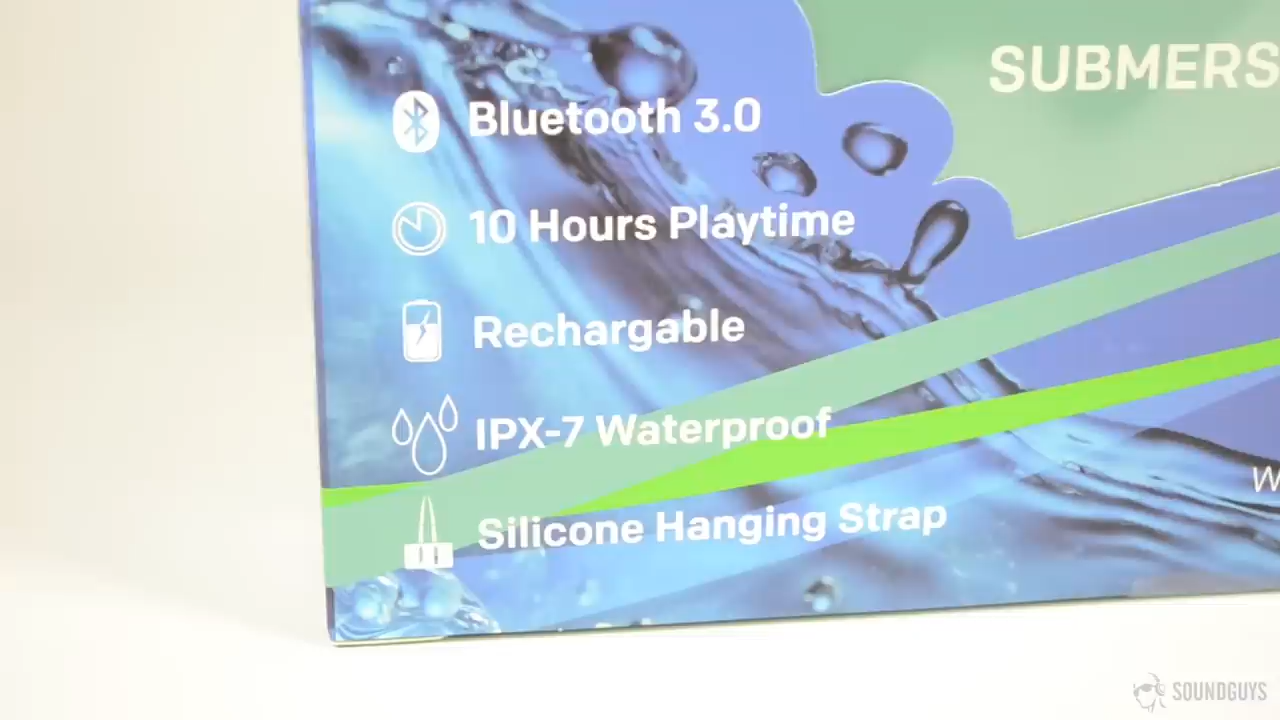 SUBMERS
Bluetooth 3.0
10 Hours Playtime
Rechargable
IPX-7 Waterproof
W
Silicone Hanging Strap
SOUNDGUYS